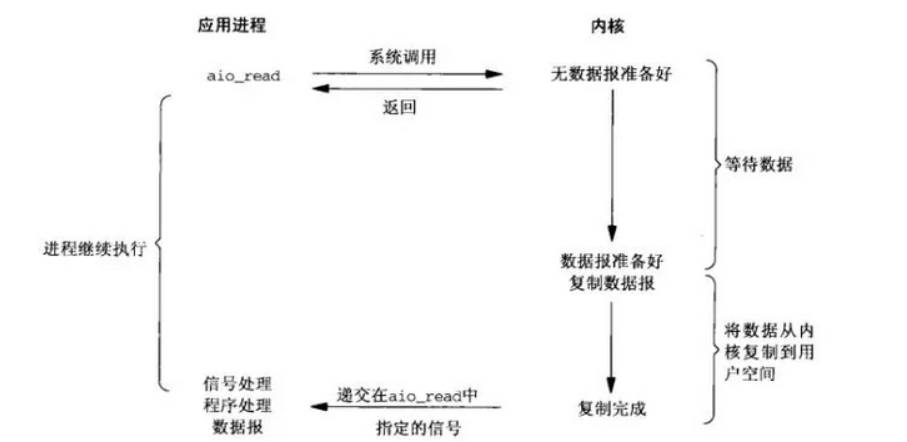 应用进程
内核
系统调用
aio_read
无数据报准备好
返回
等待数据
进程继续执行
数据报准备好
复制数据报
将数据从内
核复制到用
户空间
信号处理
程序处理
数据报
递交在aio_read中
指定的信号
复制完成